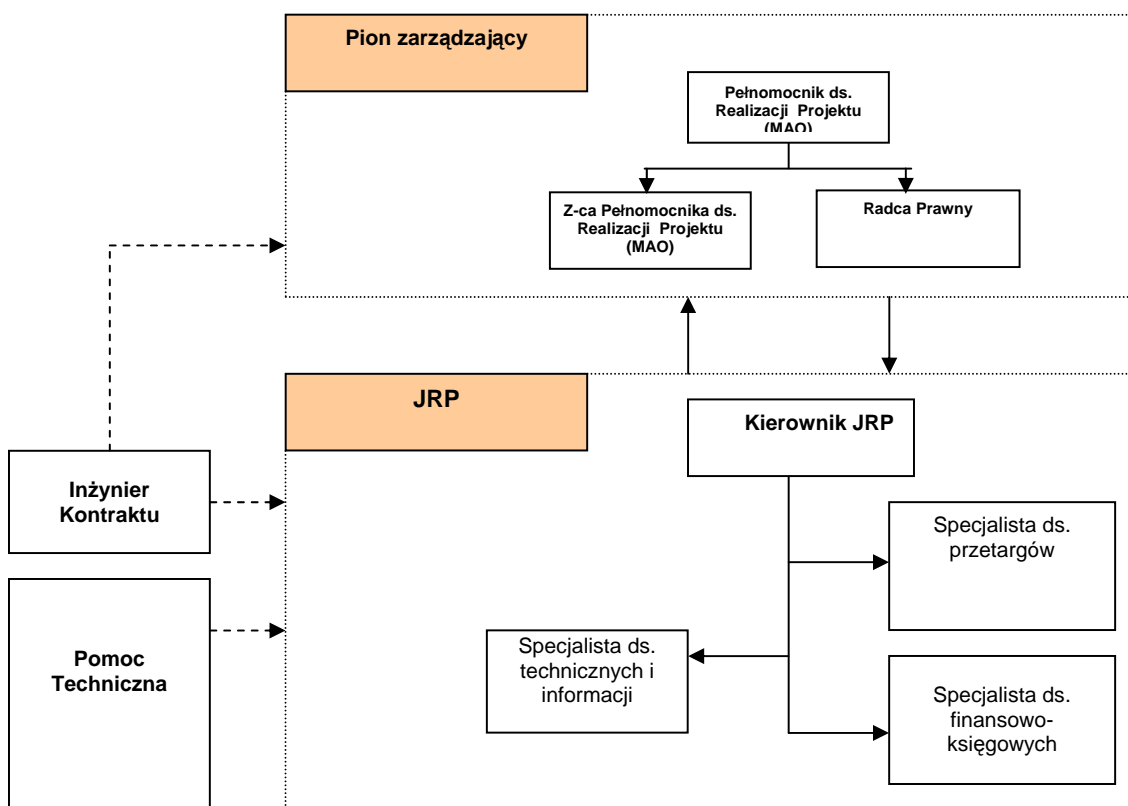 Pion zarządzający
Pełnomocnik ds.
Realizacji Projektu
(MAO)
Z-ca Pełnomocnika ds.
Realizacji Projektu
(MAO)
Radca Prawny
JRP
Kierownik JRP
Inżynier
Kontraktu
Specjalista ds.
przetargów
Pomoc
Techniczna
Specjalista ds.
technicznych i
informacji
Specjalista ds.
finansowo-
księgowych